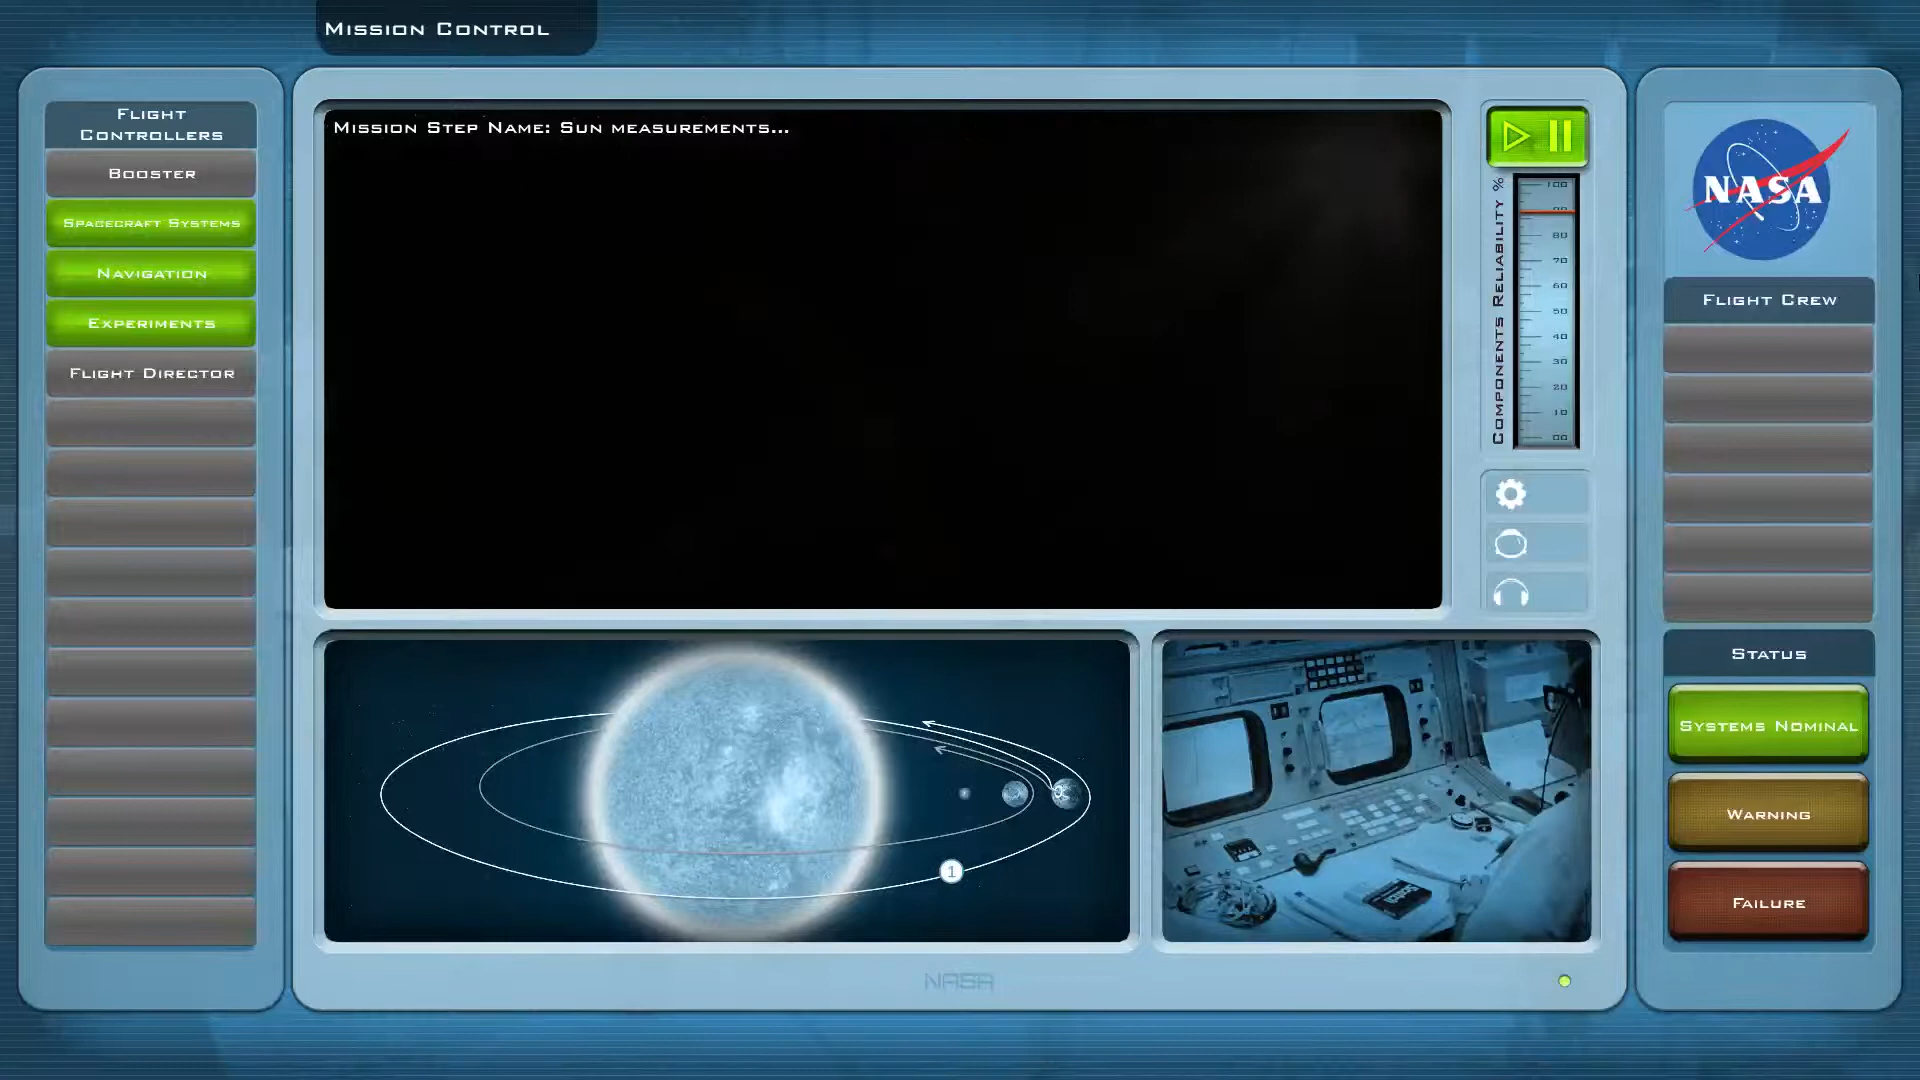 Mission Control
Flight
Controllers
Booster
Spacecraft Systems
Navigation
Experiments
Flight Director
Mission Step Name: Sun measurements...
Components Reliability %
100
90
80
70
60
50
40
30
20
10
00
1
NASA
NASA
Flight Crew
Status
Systems Nominal
Warning
Failure